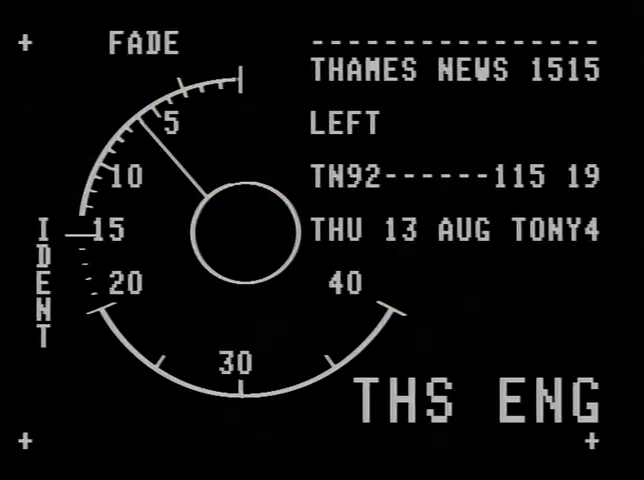 FADE
5
10
15
20
30
40
IDENT
----------------
THAMES NEWS 1515
LEFT
TN92------115 19
THU 13 AUG TONY4
THS ENG